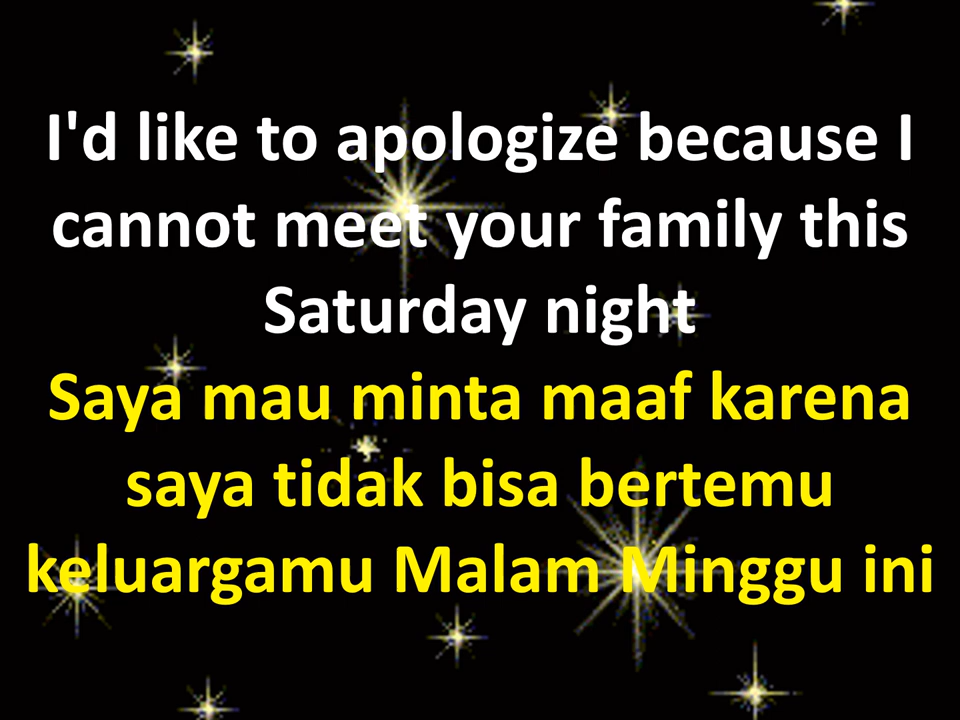 I'd like to apologize because I
cannot meet your family this
Saturday night
Saya mau minta maaf karena
saya tidak bisa bertemu
keluargamu Malam Minggu ini